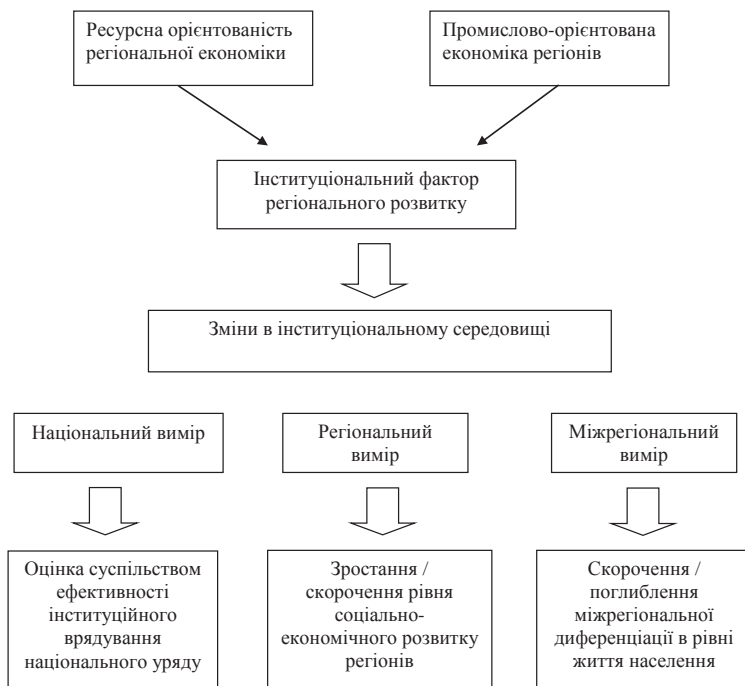 Ресурсна орієнтованість
регіональної економіки
Промислово-орієнтована
економіка регіонів
Інституціональний фактор
регіонального розвитку
Зміни в інституціональному середовищі
Національний вимір
Регіональний
вимір
Міжрегіональний
вимір
Оцінка суспільством
ефективності
інституційного
врядування
національного уряду
Зростання /
скорочення рівня
соціально-
економічного розвитку
регіонів
Скорочення /
поглиблення
міжрегіональної
диференціації в рівні
життя населення